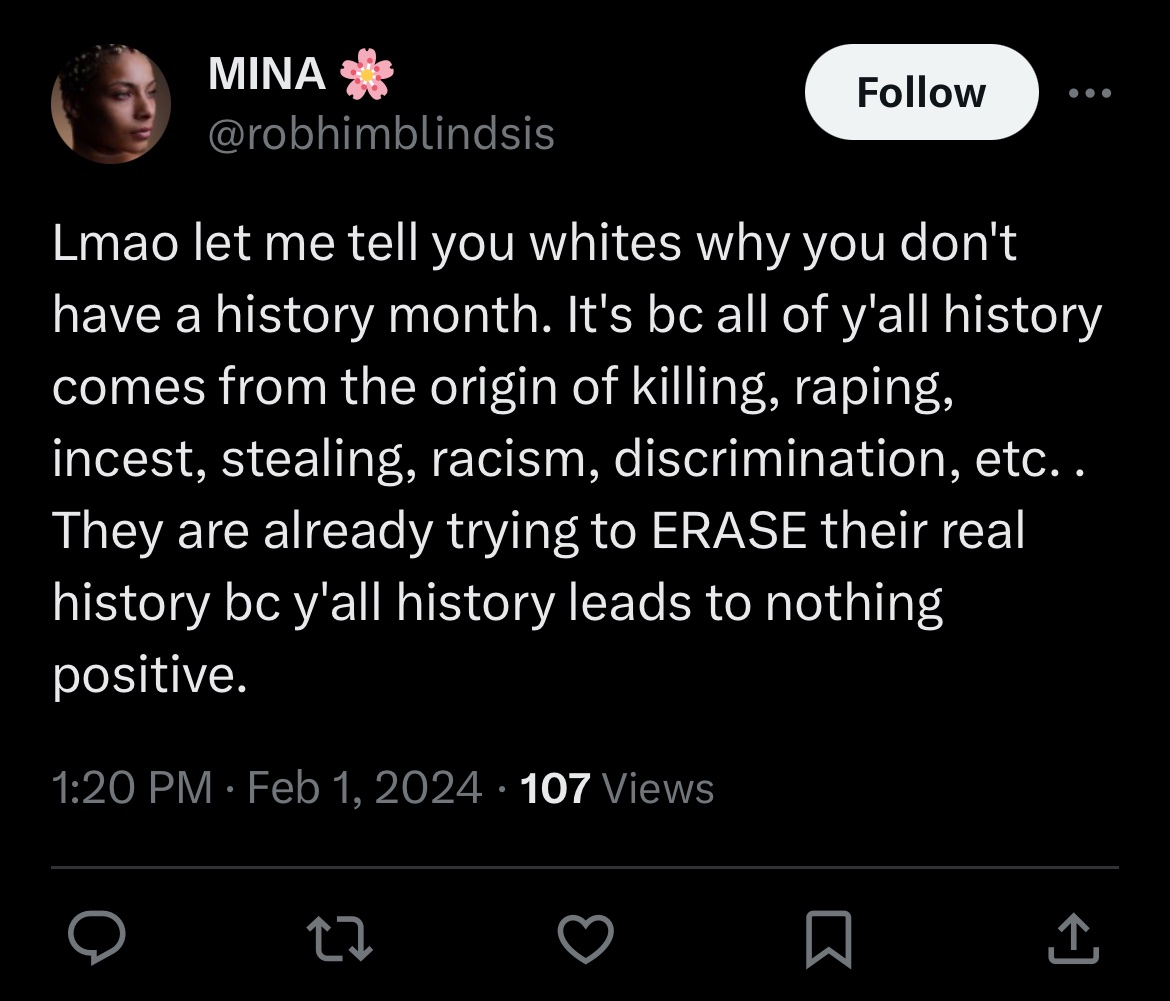 MINA 🌸
@robhimblindsis
Follow
Lmao let me tell you whites why you don't
have a history month. It's bc all of y'all history
comes from the origin of killing, raping,
incest, stealing, racism, discrimination, etc. .
They are already trying to ERASE their real
history bc y'all history leads to nothing
positive.
1:20 PM · Feb 1, 2024 · 107 Views